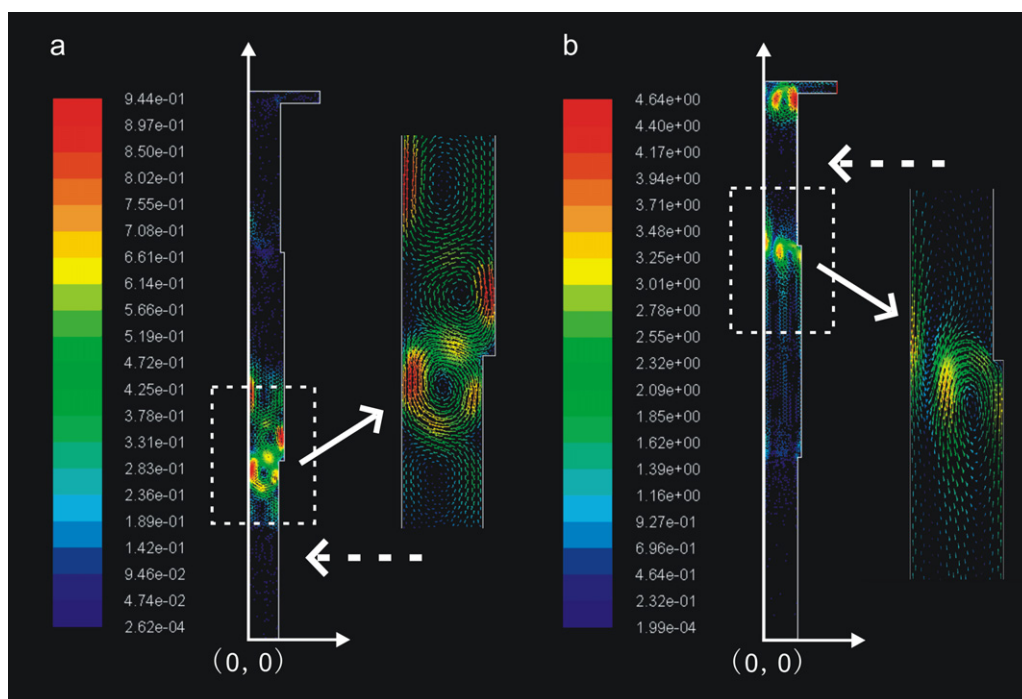 a
9.44e-01
8.97e-01
8.50e-01
8.02e-01
7.55e-01
7.08e-01
6.61e-01
6.14e-01
5.66e-01
5.19e-01
4.72e-01
4.25e-01
3.78e-01
3.31e-01
2.83e-01
2.36e-01
1.89e-01
1.42e-01
9.46e-02
4.74e-02
2.62e-04
(0, 0)
b
4.64e+00
4.40e+00
4.17e+00
3.94e+00
3.71e+00
3.48e+00
3.25e+00
3.01e+00
2.78e+00
2.55e+00
2.32e+00
2.09e+00
1.85e+00
1.62e+00
1.39e+00
1.16e+00
9.27e-01
6.96e-01
4.64e-01
2.32e-01
1.99e-04
(0, 0)